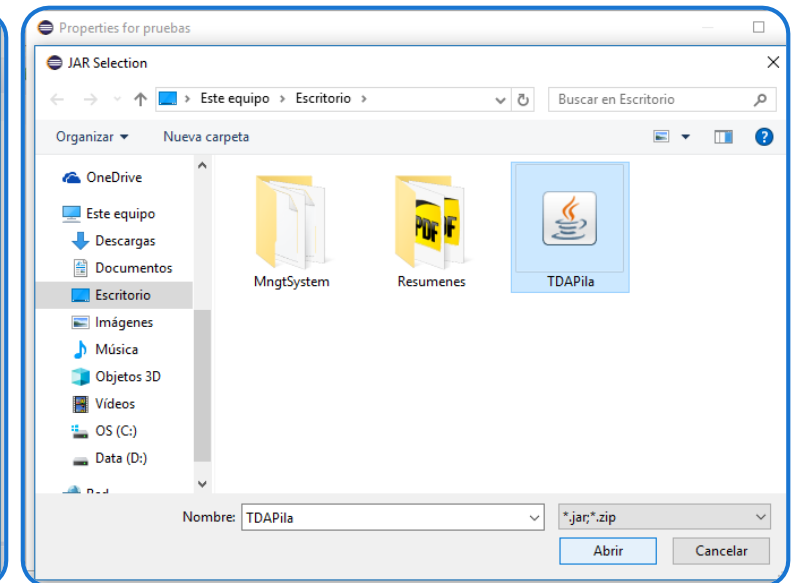 Properties for pruebas
JAR Selection
Este equipo > Escritorio >
Buscar en Escritorio
Organizar
Nueva carpeta
OneDrive
Este equipo
Descargas
Documentos
Escritorio
Imágenes
Música
Objetos 3D
Vídeos
OS (C:)
Data (D:)
MngtSystem
Resumenes
TDAPila
PDF
Nombre: TDAPila
*.jar;*.zip
Abrir
Cancelar